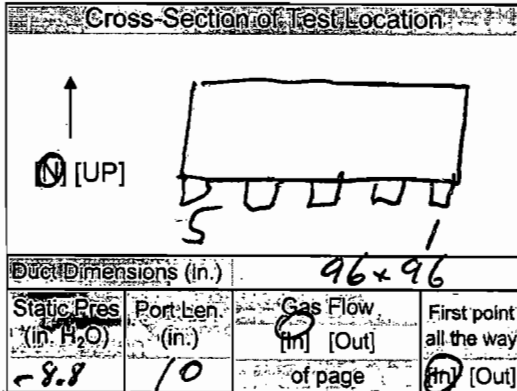 Cross-Section of Test Location
[N] [UP]
5 1
Duct Dimensions (in.) 96 x 96
Static Pres Port Len. Gas Flow First point
(in. H₂O) (in.) [In] [Out] all the way
-8.8 10 of page [In] [Out]